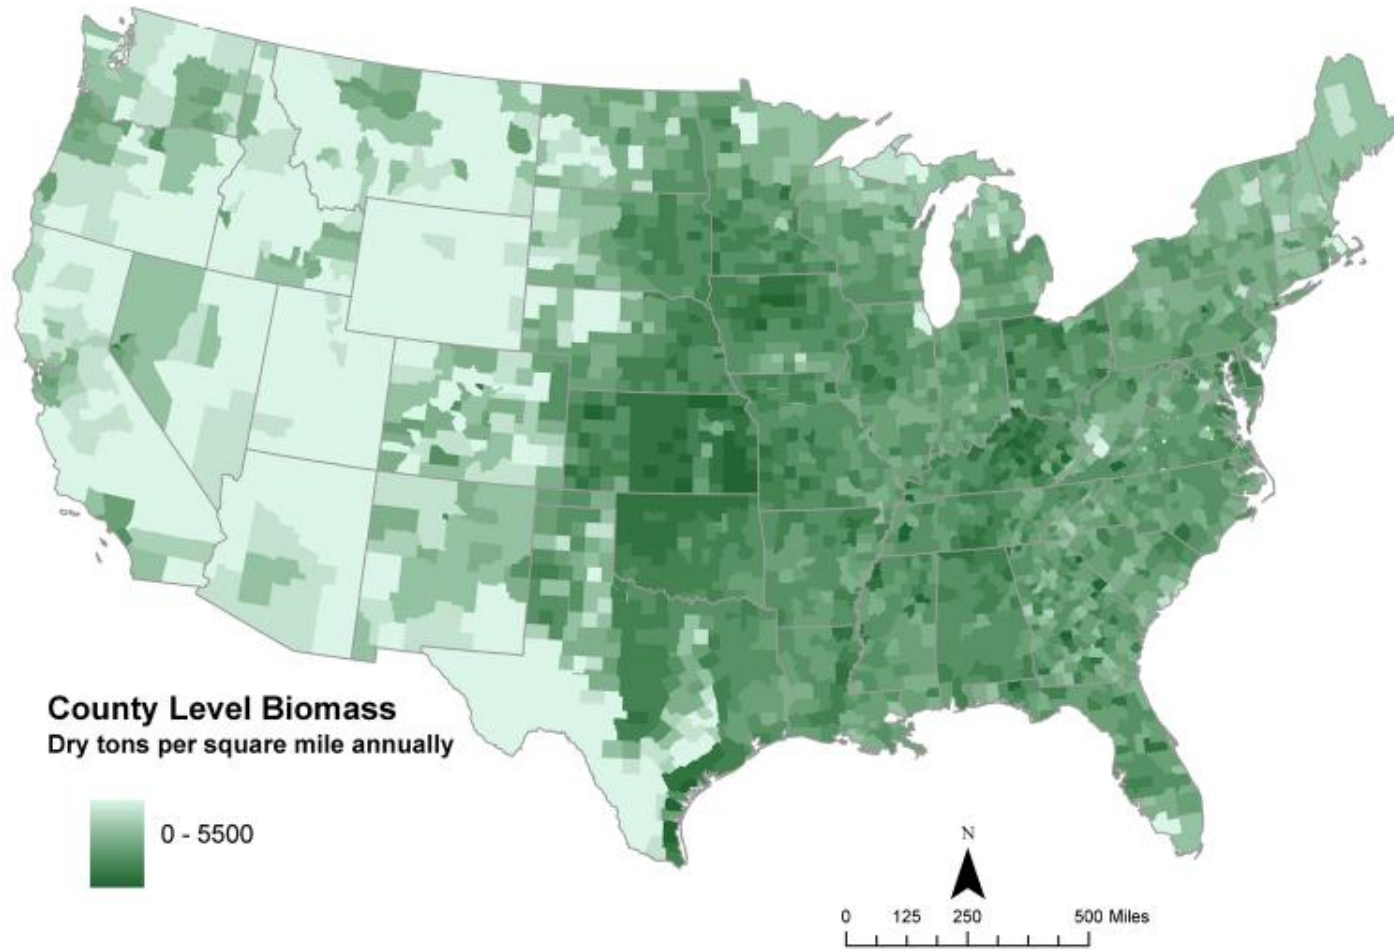 County Level Biomass
Dry tons per square mile annually
0 - 5500
N
0 125 250 500 Miles